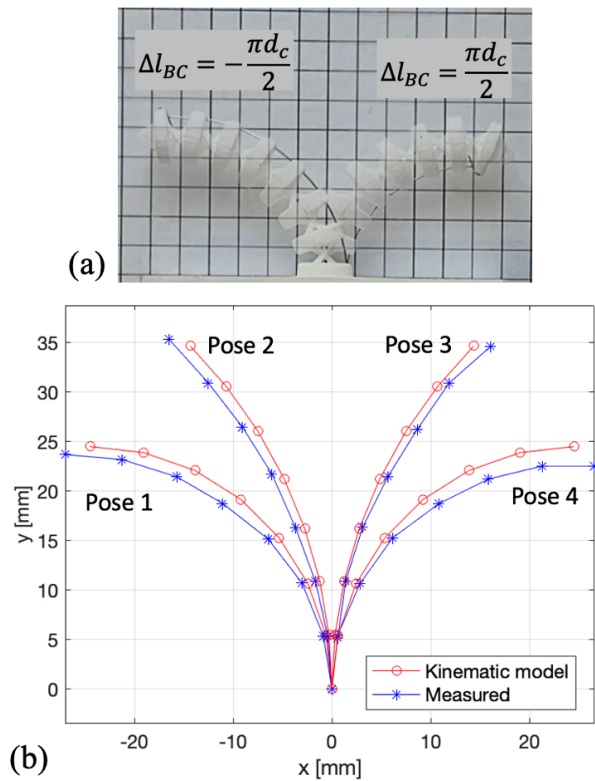 Δl_BC = −πd_c/2
Δl_BC = πd_c/2
(a)
35
30
25
20
15
10
5
0
y [mm]
Pose 2
Pose 3
Pose 1
Pose 4
Kinematic model
Measured
-20
-10
0
10
20
x [mm]
(b)